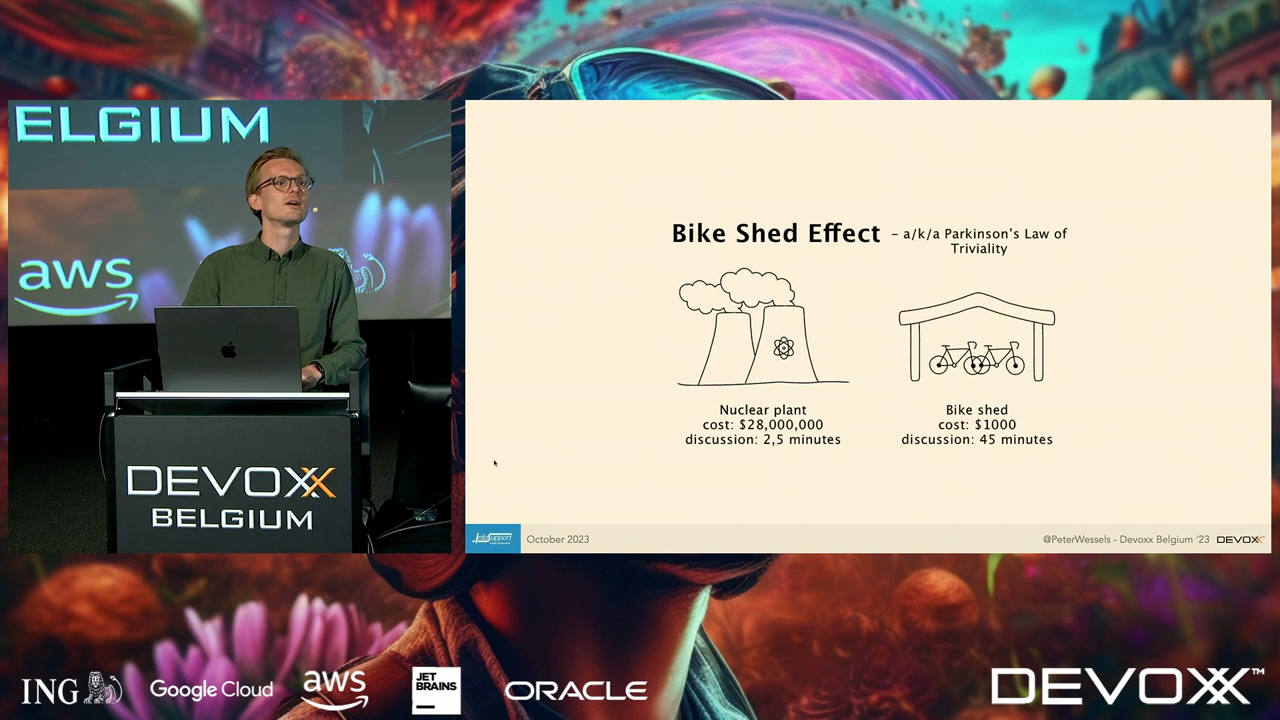 ELGIUM
aws
DEVOXX
BELGIUM
Bike Shed Effect – a/k/a Parkinson's Law of
Triviality
Nuclear plant
cost: $28,000,000
discussion: 2,5 minutes
Bike shed
cost: $1000
discussion: 45 minutes
InfoSupport
October 2023
@PeterWessels - Devoxx Belgium '23
DEVOXX
ING
Google Cloud
aws
JET
BRAINS
ORACLE
DEVOXX™